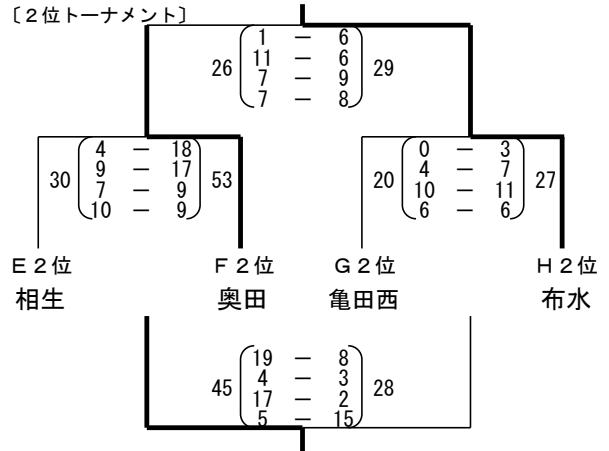 〔２位トーナメント〕
1 － 6
26 11 － 6 29
7 － 9
7 － 8
4 － 18 0 － 3
30 9 － 17 53 20 4 － 7 27
7 － 9 10 － 11
10 － 9 6 － 6
Ｅ２位 Ｆ２位 Ｇ２位 Ｈ２位
相生 奥田 亀田西 布水
19 － 8
45 4 － 3 28
17 － 2
5 － 15